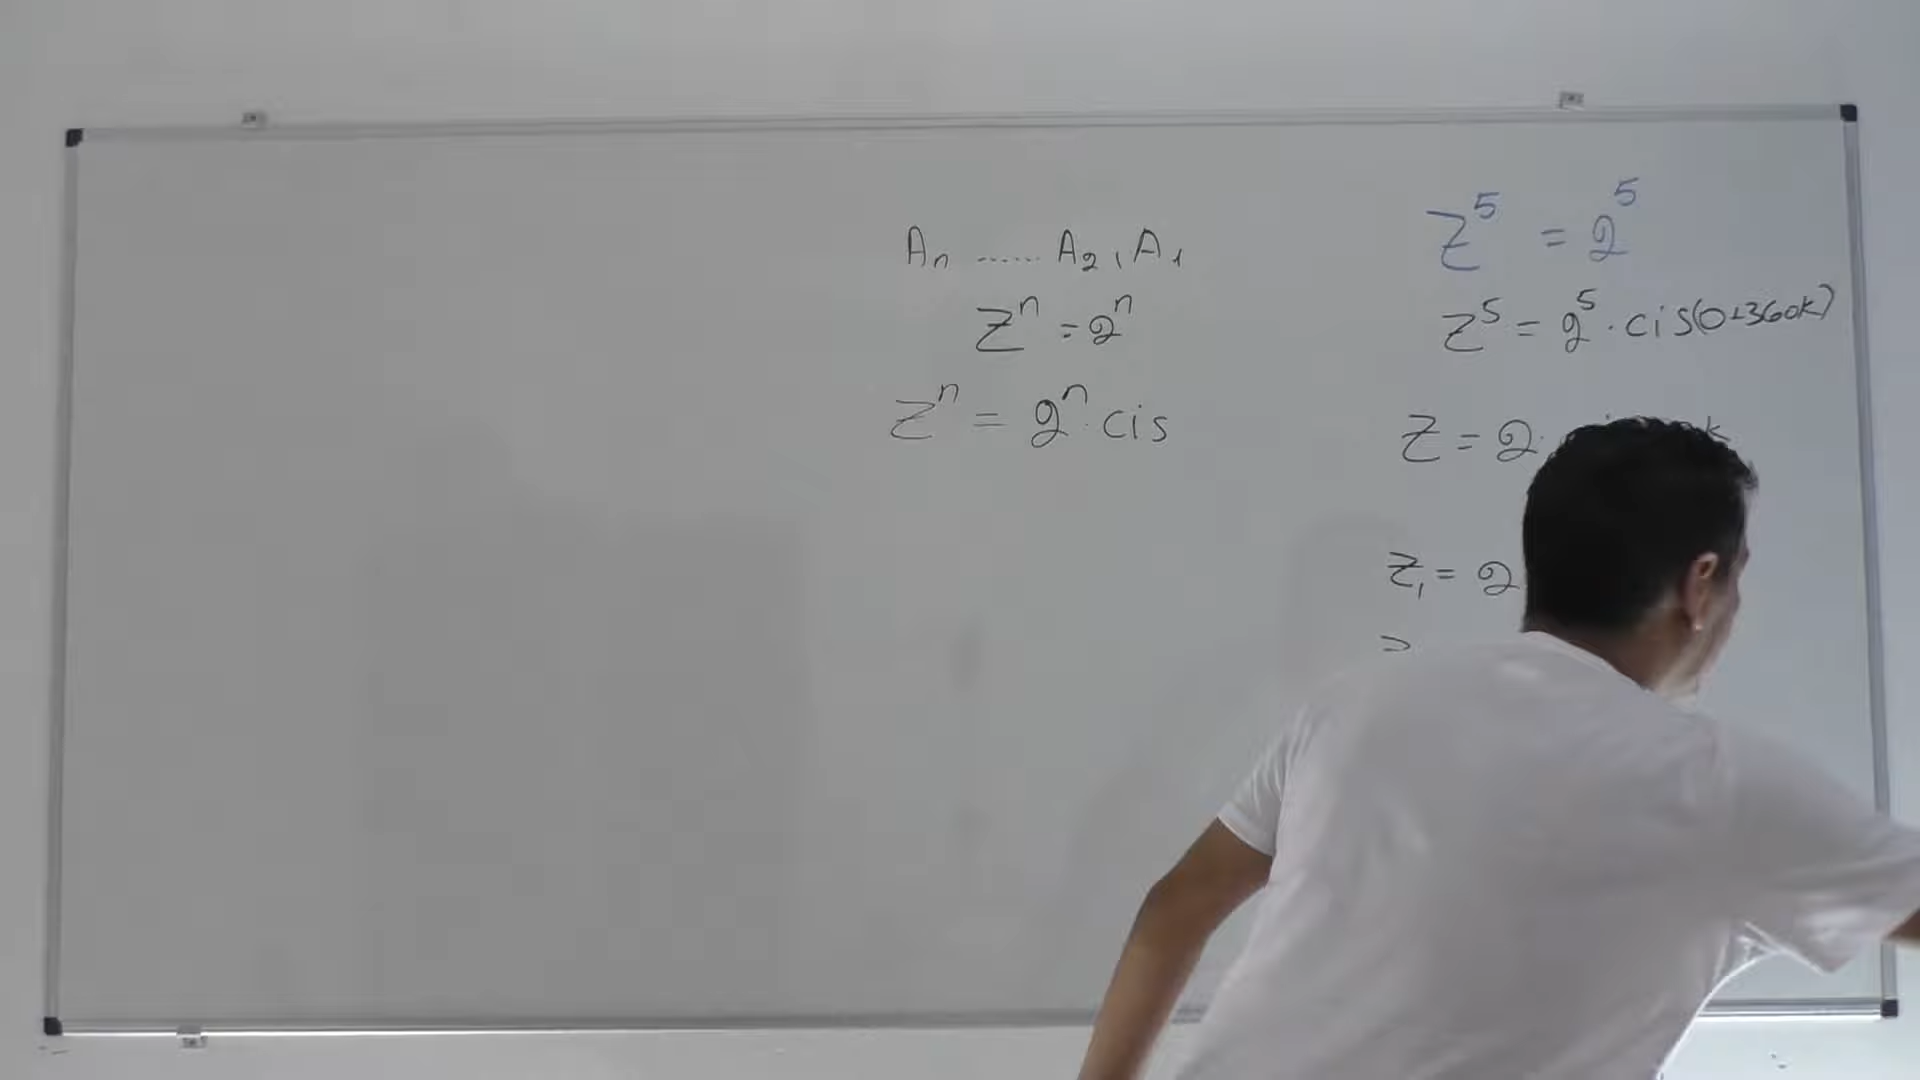 Aₙ ...... A₂, A₁
Zⁿ = 2ⁿ
Zⁿ = 2ⁿ · cis
Z⁵ = 2⁵
Z⁵ = 2⁵ · cis(0+360k)
Z = 2 · k
Z₁ = 2